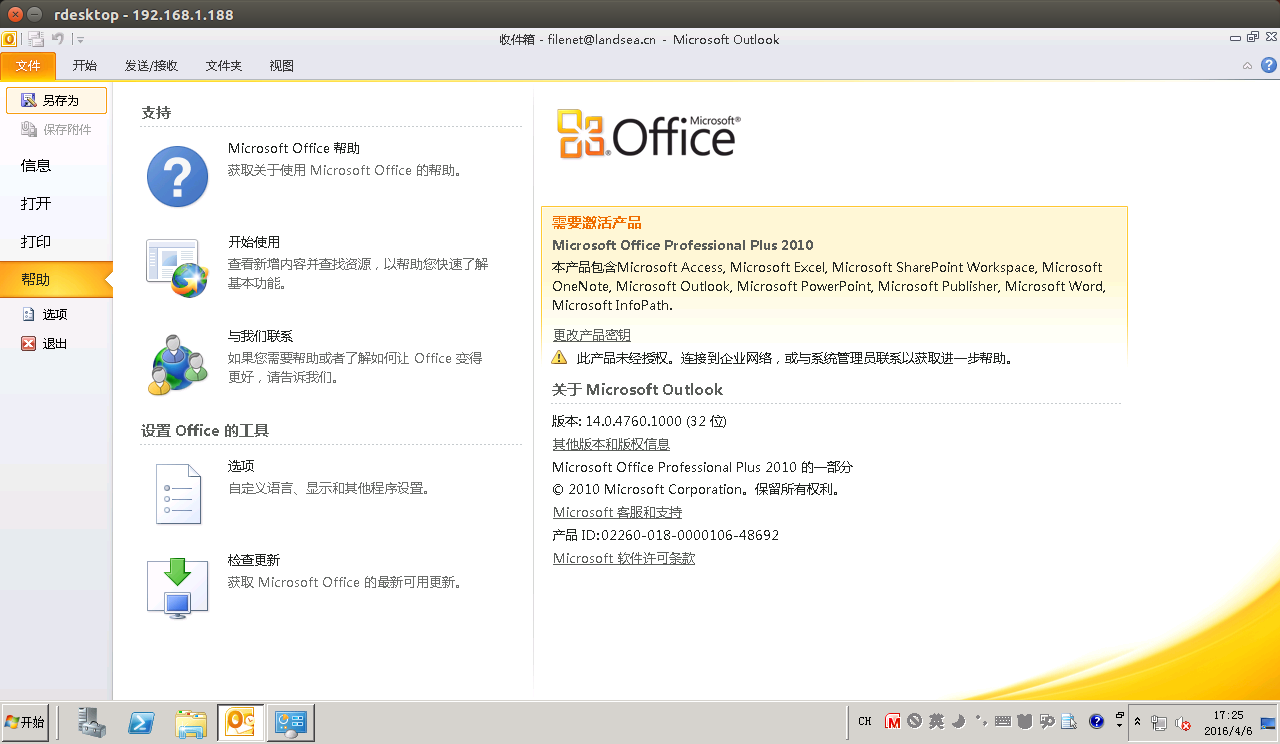 rdesktop - 192.168.1.188
收件箱 - filenet@landsea.cn - Microsoft Outlook
文件 开始 发送/接收 文件夹 视图
另存为
保存附件
信息
打开
打印
帮助
选项
退出
支持
Microsoft Office 帮助
获取关于使用 Microsoft Office 的帮助。
开始使用
查看新增内容并查找资源，以帮助您快速了解
基本功能。
与我们联系
如果您需要帮助或者了解如何让 Office 变得
更好，请告诉我们。
设置 Office 的工具
选项
自定义语言、显示和其他程序设置。
检查更新
获取 Microsoft Office 的最新可用更新。
Microsoft®
Office
需要激活产品
Microsoft Office Professional Plus 2010
本产品包含Microsoft Access, Microsoft Excel, Microsoft SharePoint Workspace, Microsoft
OneNote, Microsoft Outlook, Microsoft PowerPoint, Microsoft Publisher, Microsoft Word,
Microsoft InfoPath.
更改产品密钥
此产品未经授权。连接到企业网络，或与系统管理员联系以获取进一步帮助。
关于 Microsoft Outlook
版本: 14.0.4760.1000 (32 位)
其他版本和版权信息
Microsoft Office Professional Plus 2010 的一部分
© 2010 Microsoft Corporation。保留所有权利。
Microsoft 客服和支持
产品 ID:02260-018-0000106-48692
Microsoft 软件许可条款
开始
CH
英
17:25
2016/4/6